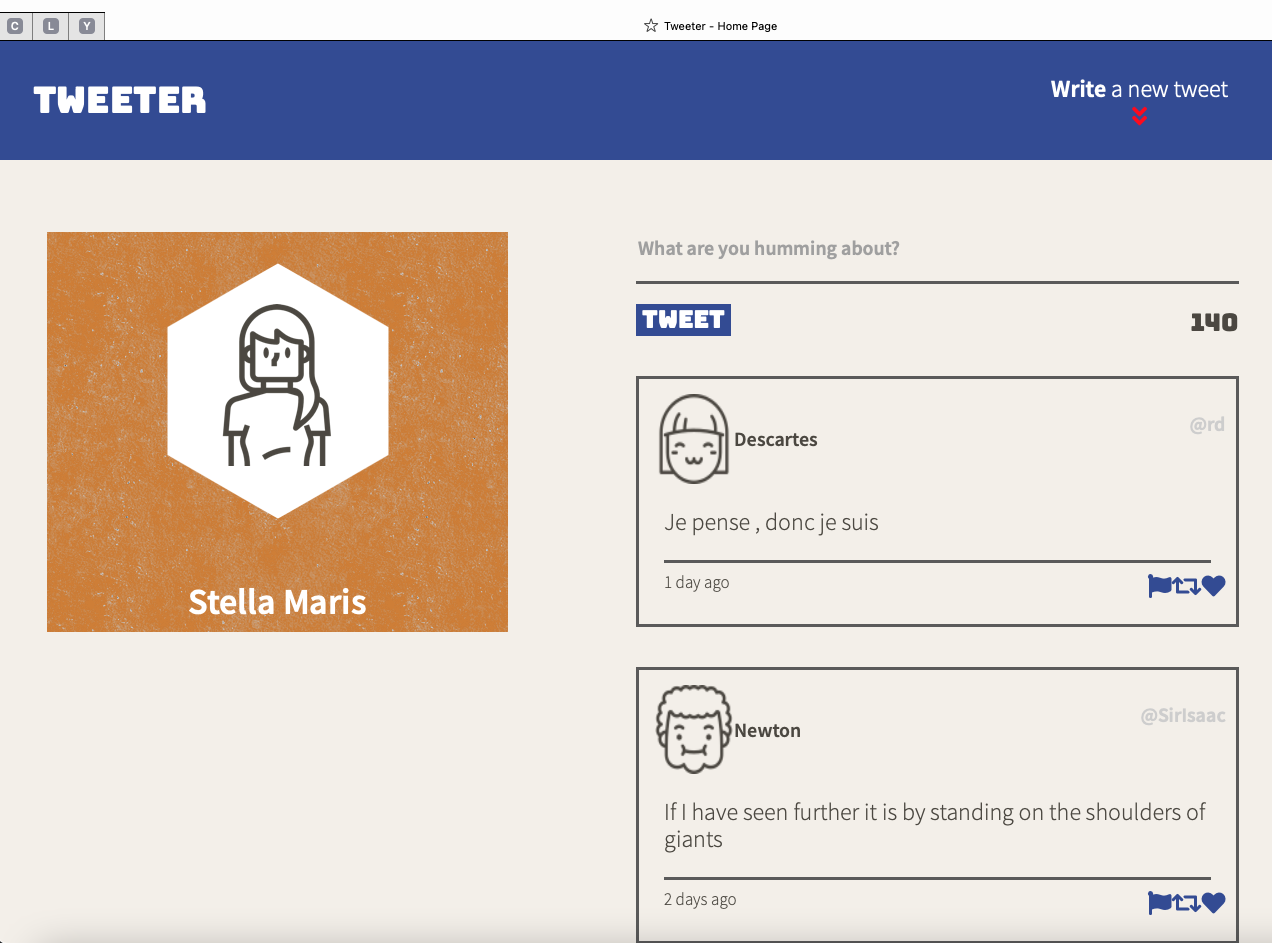 C L Y
Tweeter - Home Page
TWEETER
Write a new tweet
Stella Maris
What are you humming about?
TWEET
140
Descartes
@rd
Je pense , donc je suis
1 day ago
Newton
@SirIsaac
If I have seen further it is by standing on the shoulders of
giants
2 days ago